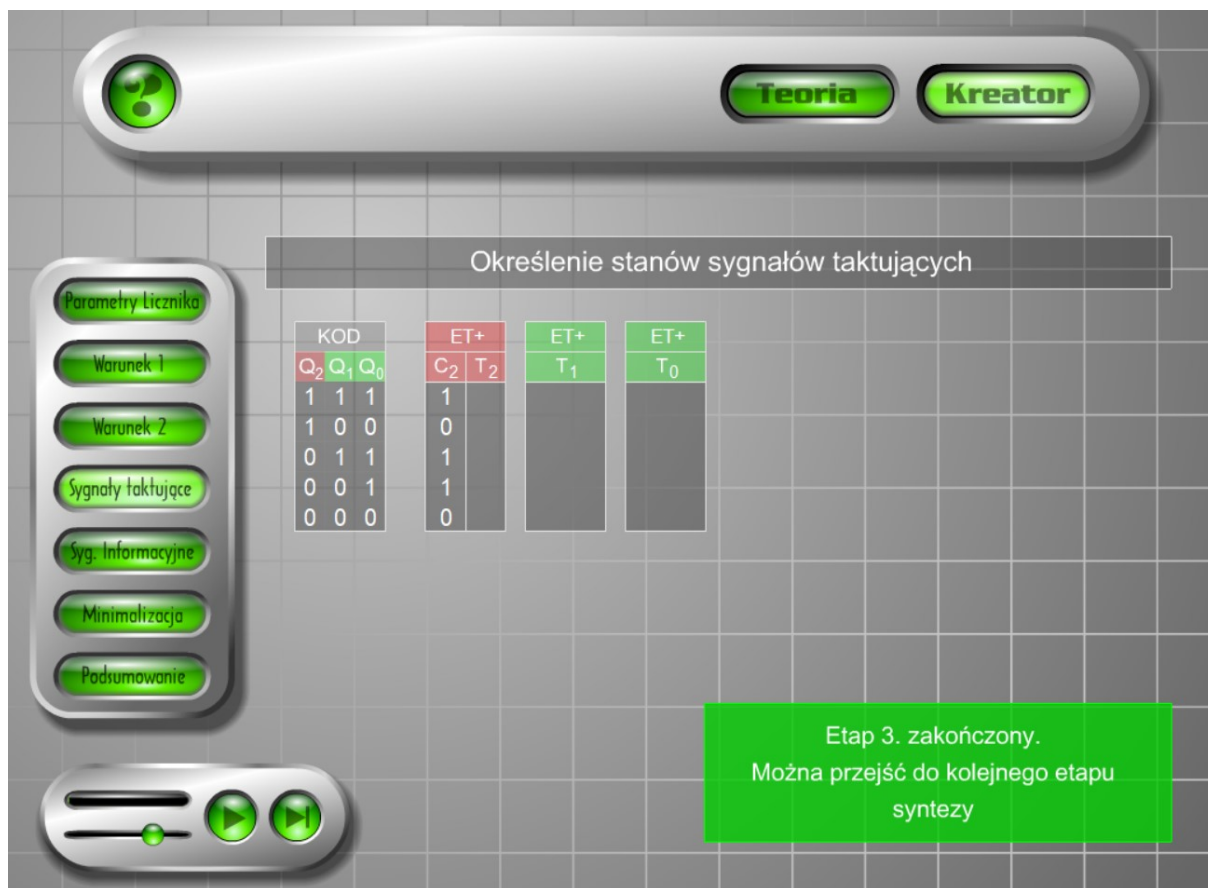 ?
Teoria
Kreator
Określenie stanów sygnałów taktujących
Parametry Licznika
Warunek 1
Warunek 2
Sygnały taktujące
Syg. Informacyjne
Minimalizacja
Podsumowanie
KOD ET+ ET+ ET+
Q₂ Q₁ Q₀ C₂ T₂ T₁ T₀
1 1 1 1
1 0 0 0
0 1 1 1
0 0 1 1
0 0 0 0
Etap 3. zakończony.
Można przejść do kolejnego etapu
syntezy